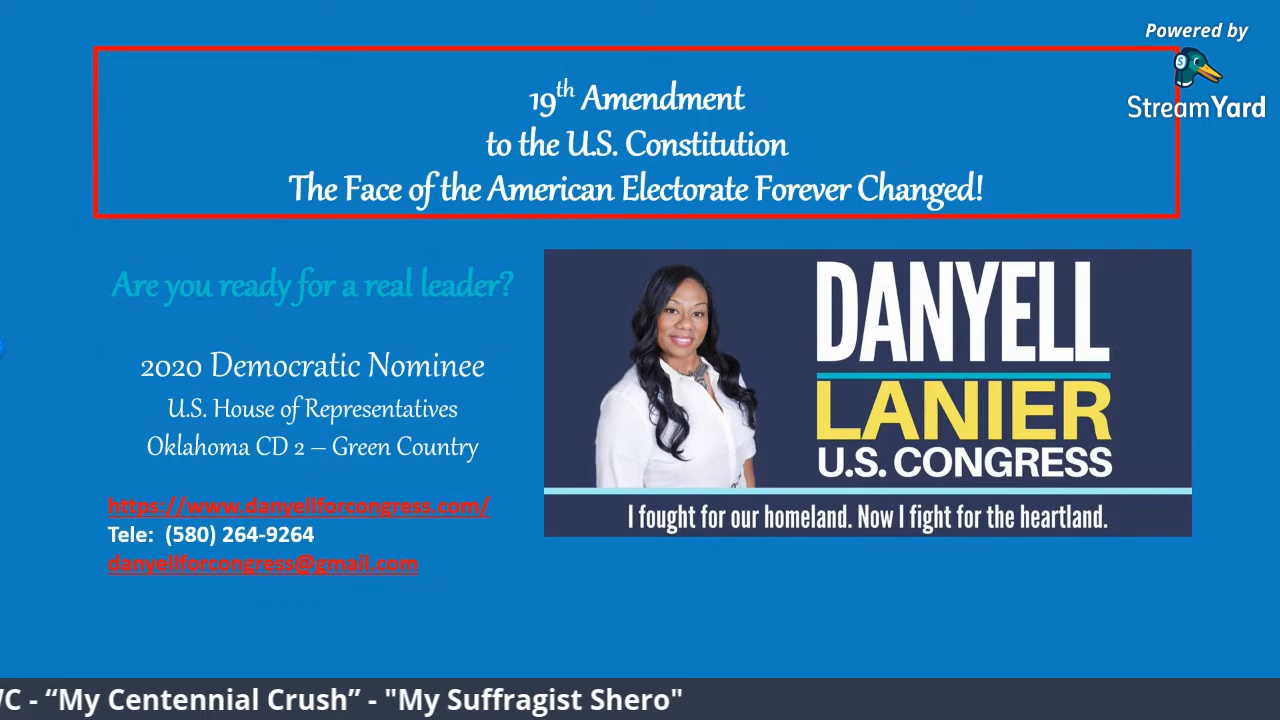 Powered by
StreamYard
19th Amendment
to the U.S. Constitution
The Face of the American Electorate Forever Changed!
Are you ready for a real leader?
2020 Democratic Nominee
U.S. House of Representatives
Oklahoma CD 2 – Green Country
https://www.danyellforcongress.com/
Tele: (580) 264-9264
danyellforcongress@gmail.com
DANYELL
LANIER
U.S. CONGRESS
I fought for our homeland. Now I fight for the heartland.
C - “My Centennial Crush” - "My Suffragist Shero"